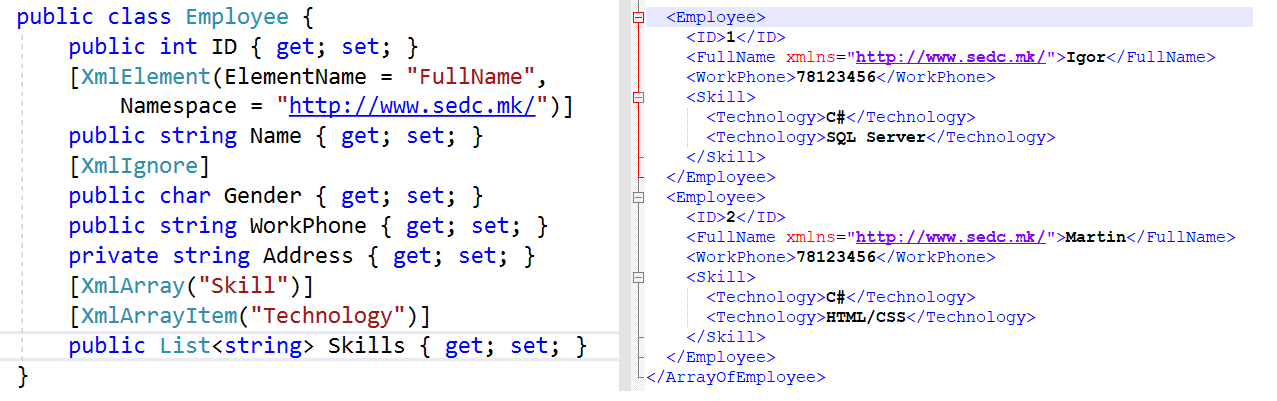 public class Employee {
public int ID { get; set; }
[XmlElement(ElementName = "FullName",
Namespace = "http://www.sedc.mk/")]
public string Name { get; set; }
[XmlIgnore]
public char Gender { get; set; }
public string WorkPhone { get; set; }
private string Address { get; set; }
[XmlArray("Skill")]
[XmlArrayItem("Technology")]
public List<string> Skills { get; set; }
}
<Employee>
<ID>1</ID>
<FullName xmlns="http://www.sedc.mk/">Igor</FullName>
<WorkPhone>78123456</WorkPhone>
<Skill>
<Technology>C#</Technology>
<Technology>SQL Server</Technology>
</Skill>
</Employee>
<Employee>
<ID>2</ID>
<FullName xmlns="http://www.sedc.mk/">Martin</FullName>
<WorkPhone>78123456</WorkPhone>
<Skill>
<Technology>C#</Technology>
<Technology>HTML/CSS</Technology>
</Skill>
</Employee>
</ArrayOfEmployee>